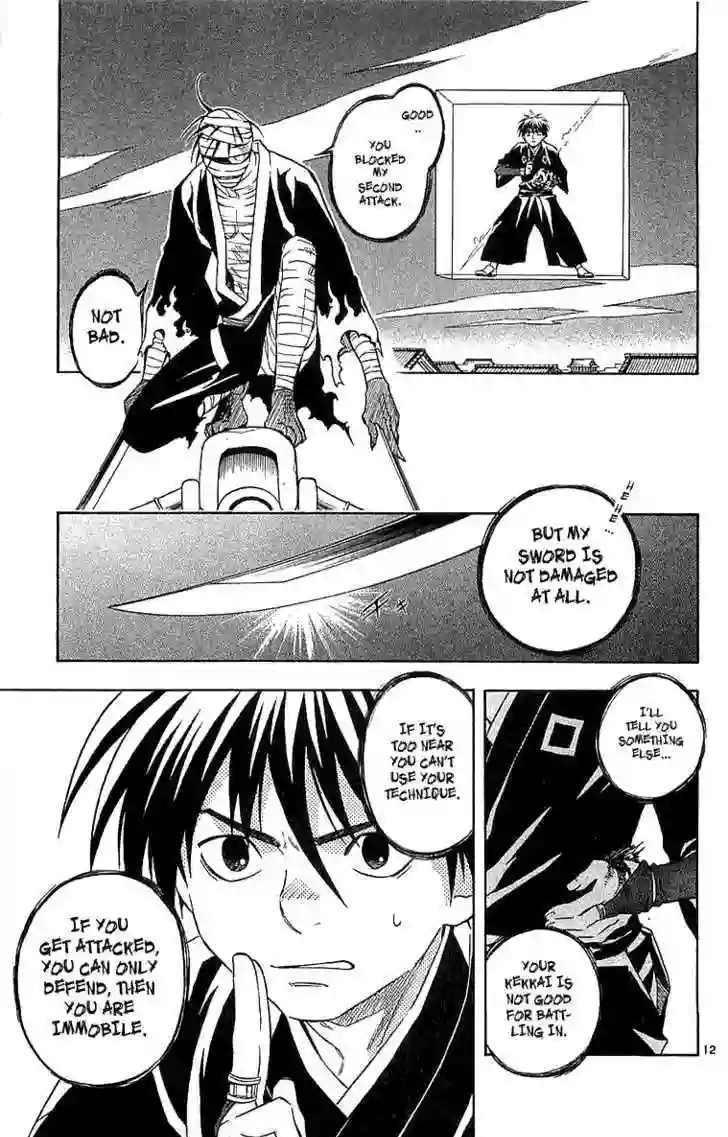 GOOD
..
YOU
BLOCKED
MY
SECOND
ATTACK.
NOT
BAD.
HE
HE
BUT MY
SWORD IS
NOT DAMAGED
AT ALL.
I'LL
TELL YOU
SOMETHING
ELSE...
YOUR
KEKKAI IS
NOT GOOD
FOR BATT-
LING IN.
IF IT'S
TOO NEAR
YOU CAN'T
USE YOUR
TECHNIQUE.
IF YOU
GET ATTACKED,
YOU CAN ONLY
DEFEND, THEN
YOU ARE
IMMOBILE.
12